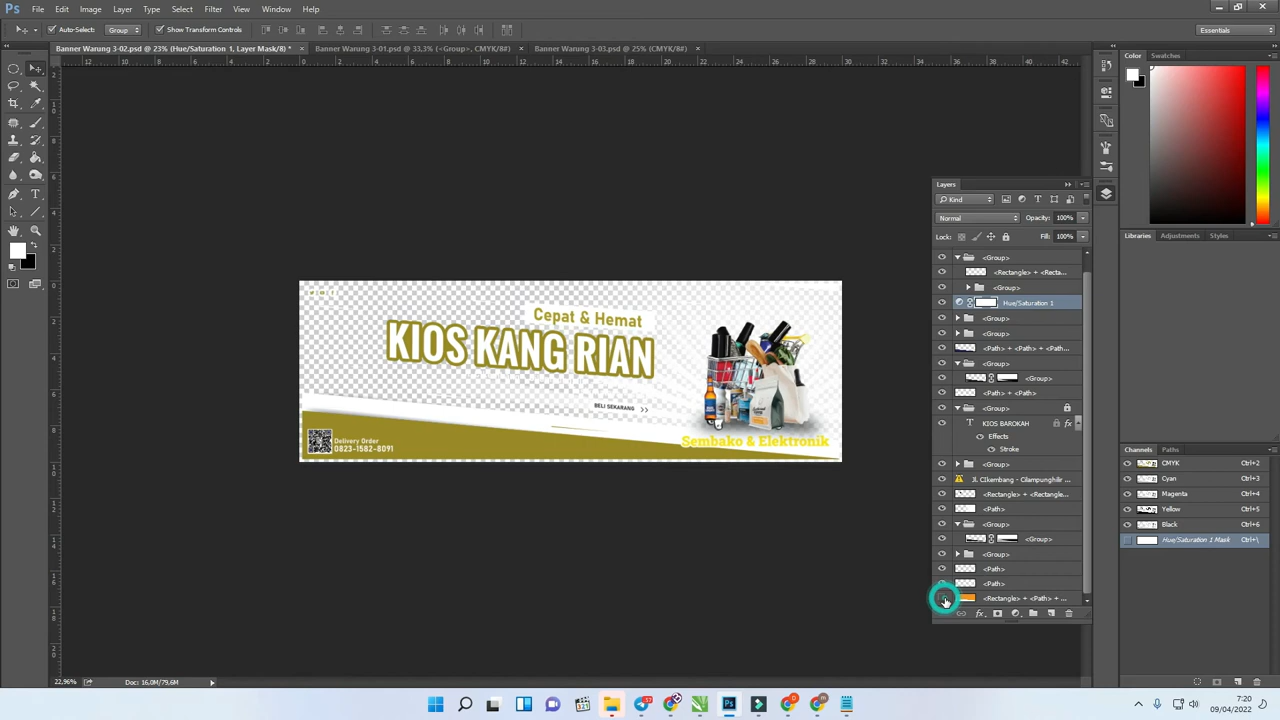 Ps File Edit Image Layer Type Select Filter 3D View Window Help
Auto-Select: Group Show Transform Controls Essentials
Banner Warung 3-02.psd @ 23% (Hue/Saturation 1, Layer Mask/8) * × Banner Warung 3-01.psd @ 33,3% (<Group>, CMYK/8#) × Banner Warung 3-03.psd @ 25% (CMYK/8#) ×
Color Swatches
Layers
Kind
Normal Opacity: 100%
Lock: Fill: 100%
<Group>
<Rectangle> + <Recta...
<Group>
Hue/Saturation 1
<Group>
<Group>
<Path> + <Path> + <Path...
<Group>
<Group>
<Path> + <Path>
<Group>
T KIOS BAROKAH fx
Effects
Stroke
<Group>
Jl. CIkembang - Cilampunghilir ...
<Rectangle> + <Rectangle...
<Path>
<Group>
<Group>
<Group>
<Path>
<Path>
<Rectangle> + <Path> + ...
Libraries Adjustments Styles
Channels Paths
CMYK Ctrl+2
Cyan Ctrl+3
Magenta Ctrl+4
Yellow Ctrl+5
Black Ctrl+6
Hue/Saturation 1 Mask Ctrl+\
Cepat & Hemat
KIOS KANG RIAN
BELI SEKARANG >>
Sembako & Elektronik
Delivery Order
0823-1582-8091
22,96% Doc: 16,0M/79,6M
7:20
09/04/2022